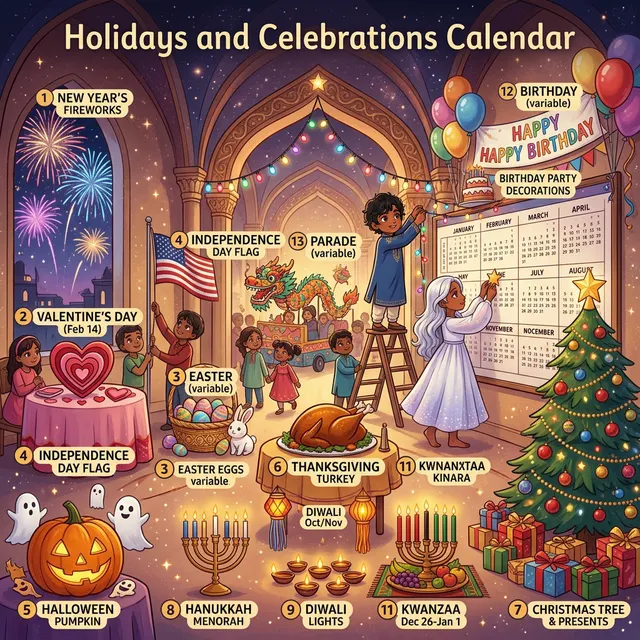 Holidays and Celebrations Calendar
1 NEW YEAR'S
FIREWORKS
12 BIRTHDAY
(variable)
HAPPY
HAPPY BIRTHDAY
BIRTHDAY PARTY
DECORATIONS
4 INDEPENDENCE
DAY FLAG
13 PARADE
(variable)
JANUARY
FEBRUARY
MARCH
APRIL
JULY
AUGUST
NOVEMBER
NOCEMBER
2 VALENTINE'S DAY
(Feb 14)
3 EASTER
(variable)
4 INDEPENDENCE
DAY FLAG
3 EASTER EGGS
variable
6 THANKSGIVING
TURKEY
11 KWNANXTAA
KINARA
DIWALI
Oct/Nov
5 HALLOWEEN
PUMPKIN
8 HANUKKAH
MENORAH
9 DIWALI
LIGHTS
11 KWANZAA
Dec 26-Jan 1
7 CHRISTMAS TREE
& PRESENTS